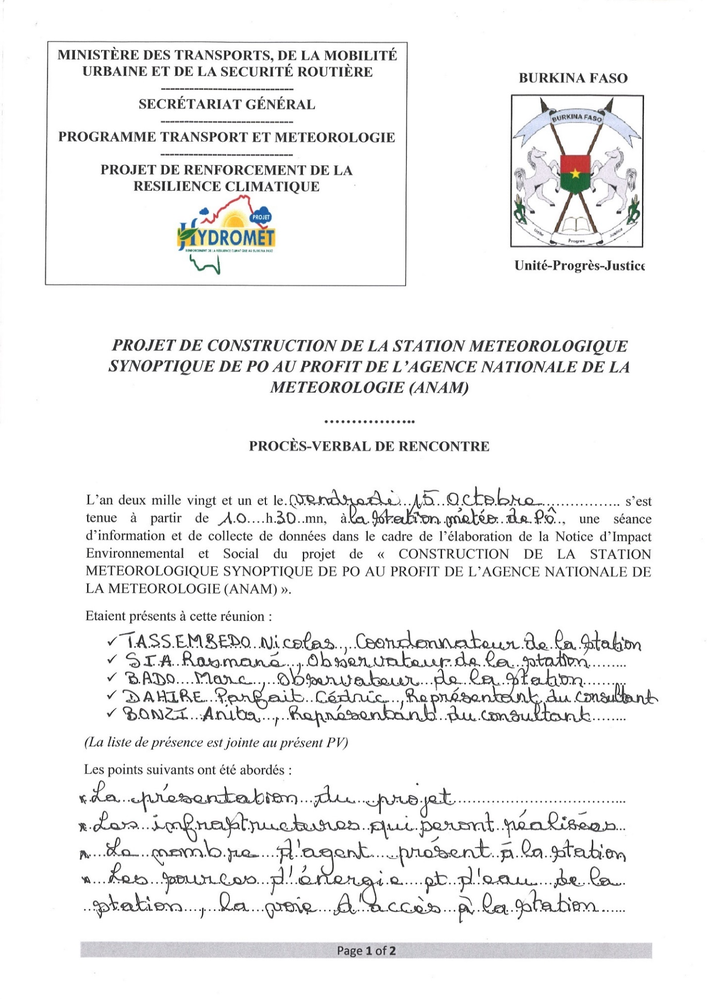 MINISTÈRE DES TRANSPORTS, DE LA MOBILITÉ
URBAINE ET DE LA SECURITÉ ROUTIÈRE
----------------------------
SECRÉTARIAT GÉNÉRAL
----------------------------
PROGRAMME TRANSPORT ET METEOROLOGIE
----------------------------
PROJET DE RENFORCEMENT DE LA
RESILIENCE CLIMATIQUE
PROJET
HYDROMET
RENFORCEMENT DE LA RÉSILIENCE CLIMATIQUE AU BURKINA FASO
BURKINA FASO
BURKINA FASO
Unité Progres Justice
Unité-Progrès-Justice
PROJET DE CONSTRUCTION DE LA STATION METEOROLOGIQUE
SYNOPTIQUE DE PO AU PROFIT DE L'AGENCE NATIONALE DE LA
METEOROLOGIE (ANAM)
………………..
PROCÈS-VERBAL DE RENCONTRE
L'an deux mille vingt et un et le vendredi 15 Octobre s'est
tenue à partir de 10 h 30 mn, à la station météo de Pô, une séance
d'information et de collecte de données dans le cadre de l'élaboration de la Notice d'Impact
Environnemental et Social du projet de « CONSTRUCTION DE LA STATION
METEOROLOGIQUE SYNOPTIQUE DE PO AU PROFIT DE L'AGENCE NATIONALE DE
LA METEOROLOGIE (ANAM) ».
Etaient présents à cette réunion :
✓ TASSEMBEDO Nicolas, Coordonnateur de la station
✓ SIA Rasmané, Observateur de la station
✓ BADO Marc, Observateur de la station
✓ DAHIRE Parfait Cédric, Représentant du consultant
✓ BONZI Anita, Représentant du consultant
(La liste de présence est jointe au présent PV)
Les points suivants ont été abordés :
* La présentation du projet
* Les infrastructures qui seront réalisées
* Le nombre d'agent présent à la station
* Les sources d'énergie et d'eau de la
station, la voie d'accès à la station
Page 1 of 2